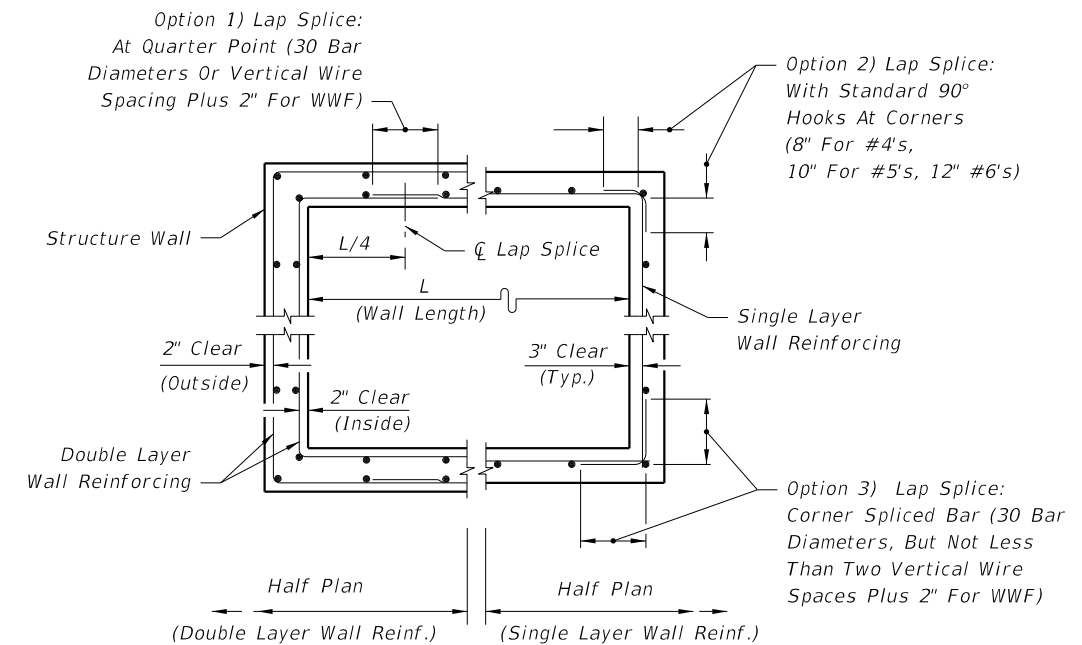 Option 1) Lap Splice:
At Quarter Point (30 Bar
Diameters Or Vertical Wire
Spacing Plus 2" For WWF)
Option 2) Lap Splice:
With Standard 90°
Hooks At Corners
(8" For #4's,
10" For #5's, 12" #6's)
Structure Wall
L/4
℄ Lap Splice
L
(Wall Length)
Single Layer
Wall Reinforcing
2" Clear
(Outside)
3" Clear
(Typ.)
2" Clear
(Inside)
Double Layer
Wall Reinforcing
Option 3) Lap Splice:
Corner Spliced Bar (30 Bar
Diameters, But Not Less
Than Two Vertical Wire
Spaces Plus 2" For WWF)
Half Plan
(Double Layer Wall Reinf.)
Half Plan
(Single Layer Wall Reinf.)